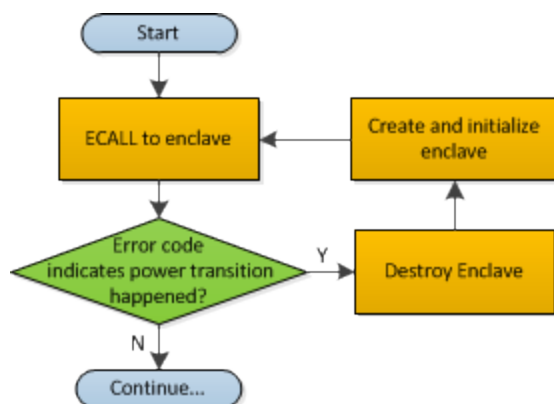 Start
ECALL to enclave
Create and initialize
enclave
Error code
indicates power transition
happened?
Y
Destroy Enclave
N
Continue...